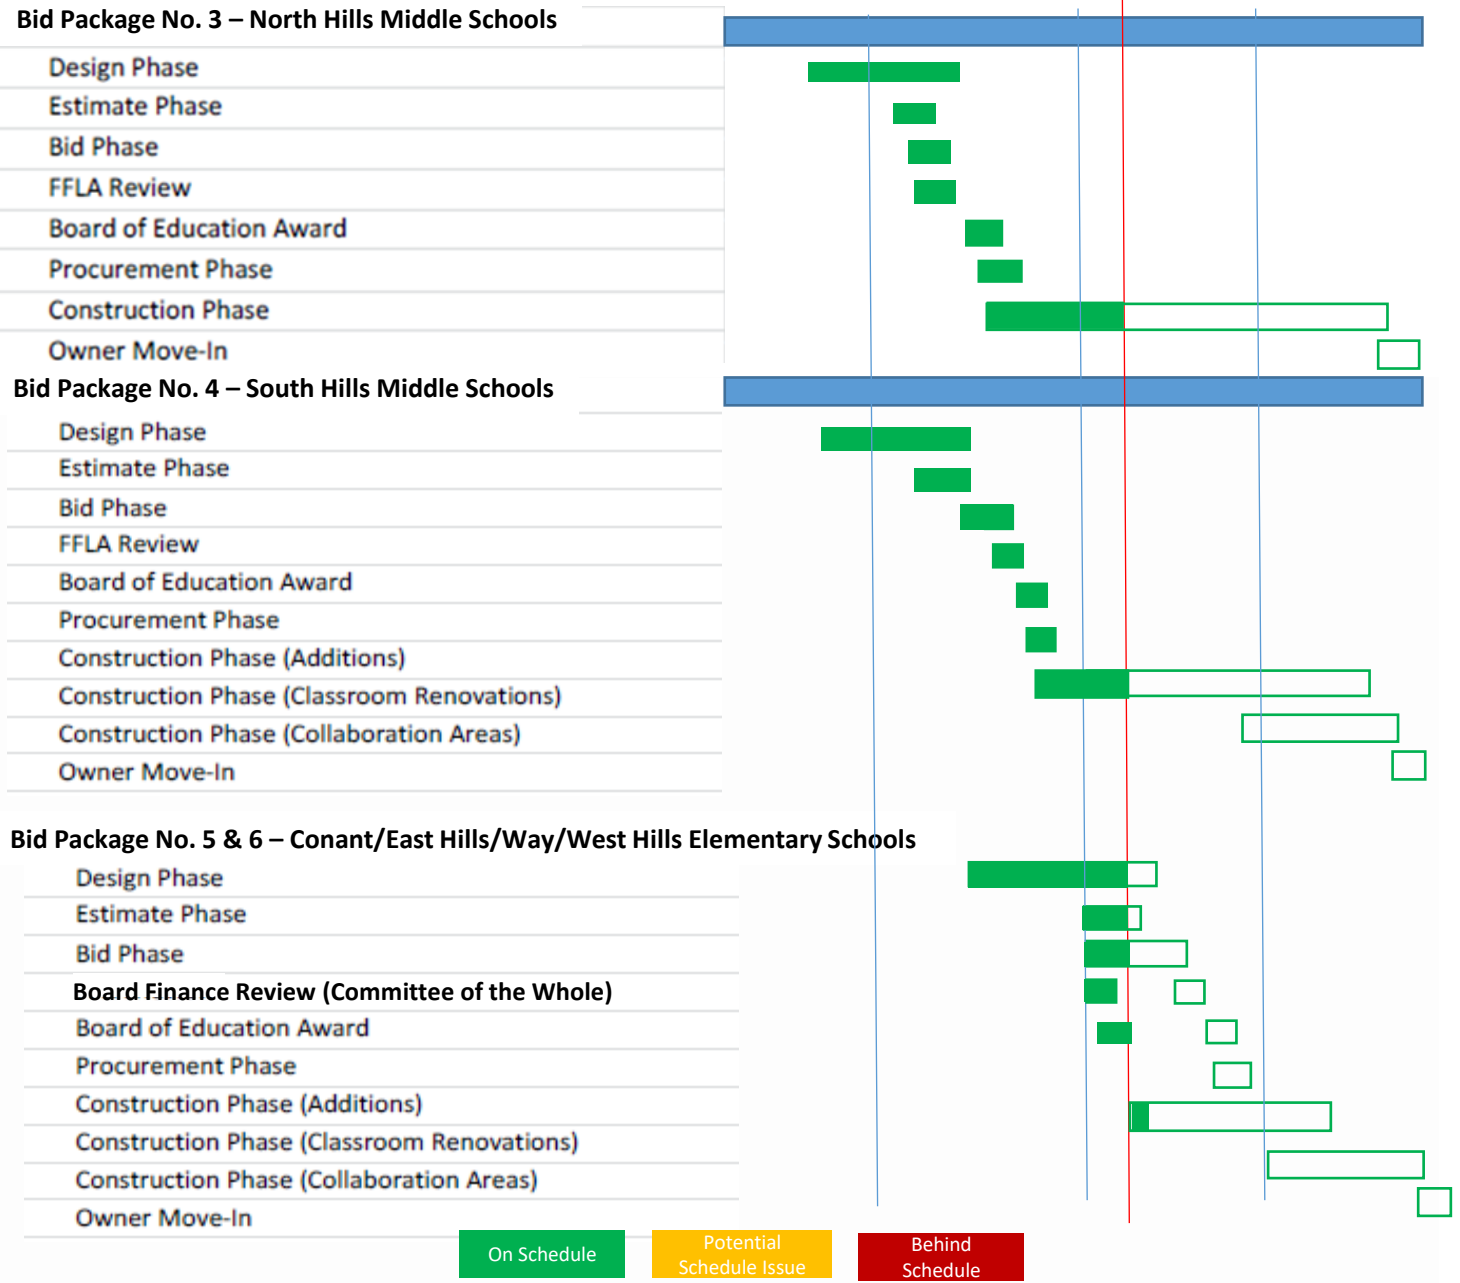 Bid Package No. 3 – North Hills Middle Schools
Design Phase
Estimate Phase
Bid Phase
FFLA Review
Board of Education Award
Procurement Phase
Construction Phase
Owner Move-In
Bid Package No. 4 – South Hills Middle Schools
Design Phase
Estimate Phase
Bid Phase
FFLA Review
Board of Education Award
Procurement Phase
Construction Phase (Additions)
Construction Phase (Classroom Renovations)
Construction Phase (Collaboration Areas)
Owner Move-In
Bid Package No. 5 & 6 – Conant/East Hills/Way/West Hills Elementary Schools
Design Phase
Estimate Phase
Bid Phase
Board Finance Review (Committee of the Whole)
Board of Education Award
Procurement Phase
Construction Phase (Additions)
Construction Phase (Classroom Renovations)
Construction Phase (Collaboration Areas)
Owner Move-In
On Schedule
Potential
Schedule Issue
Behind
Schedule